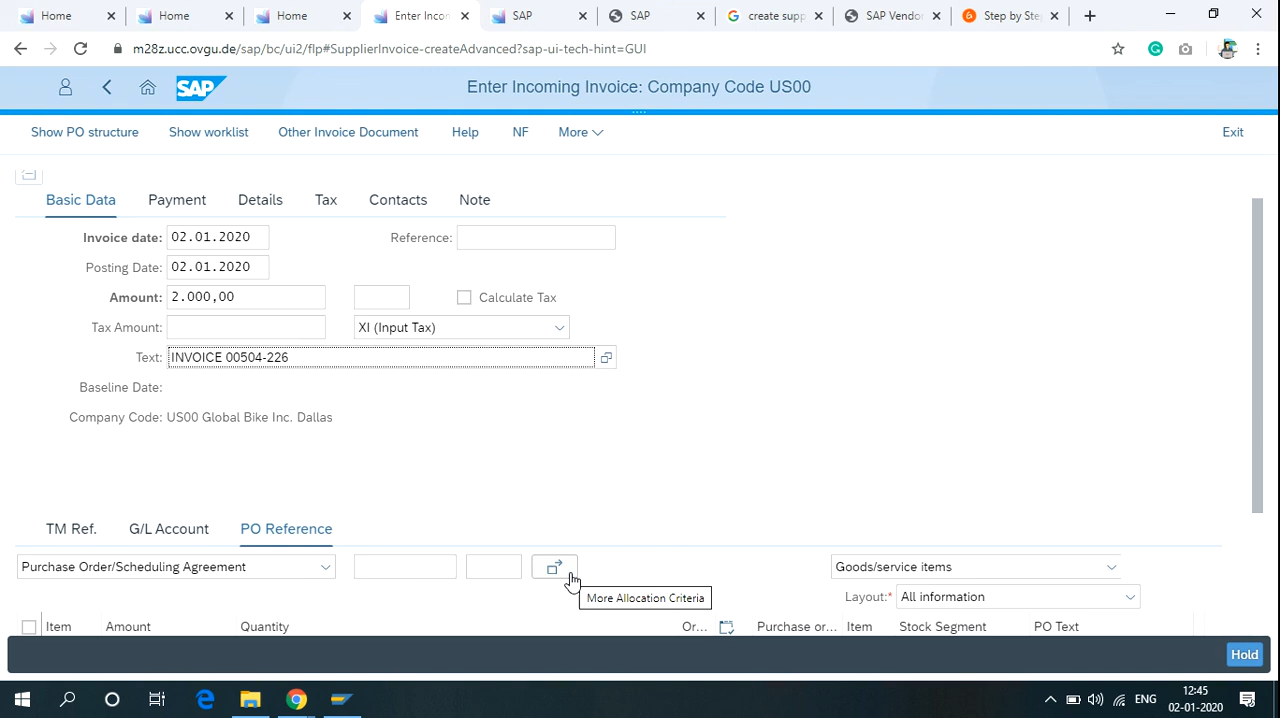 Home
Home
Home
Enter Incon
SAP
SAP
create supp
SAP Vendo
Step by Ste
m28z.ucc.ovgu.de/sap/bc/ui2/flp#SupplierInvoice-createAdvanced?sap-ui-tech-hint=GUI
SAP
Enter Incoming Invoice: Company Code US00
Show PO structure
Show worklist
Other Invoice Document
Help
NF
More
Exit
Basic Data
Payment
Details
Tax
Contacts
Note
Invoice date: 02.01.2020
Reference:
Posting Date: 02.01.2020
Amount: 2.000,00
Calculate Tax
Tax Amount:
XI (Input Tax)
Text: INVOICE 00504-226
Baseline Date:
Company Code: US00 Global Bike Inc. Dallas
TM Ref.
G/L Account
PO Reference
Purchase Order/Scheduling Agreement
Goods/service items
More Allocation Criteria
Layout:* All information
Item
Amount
Quantity
Or...
Purchase or...
Item
Stock Segment
PO Text
Hold
ENG
12:45
02-01-2020